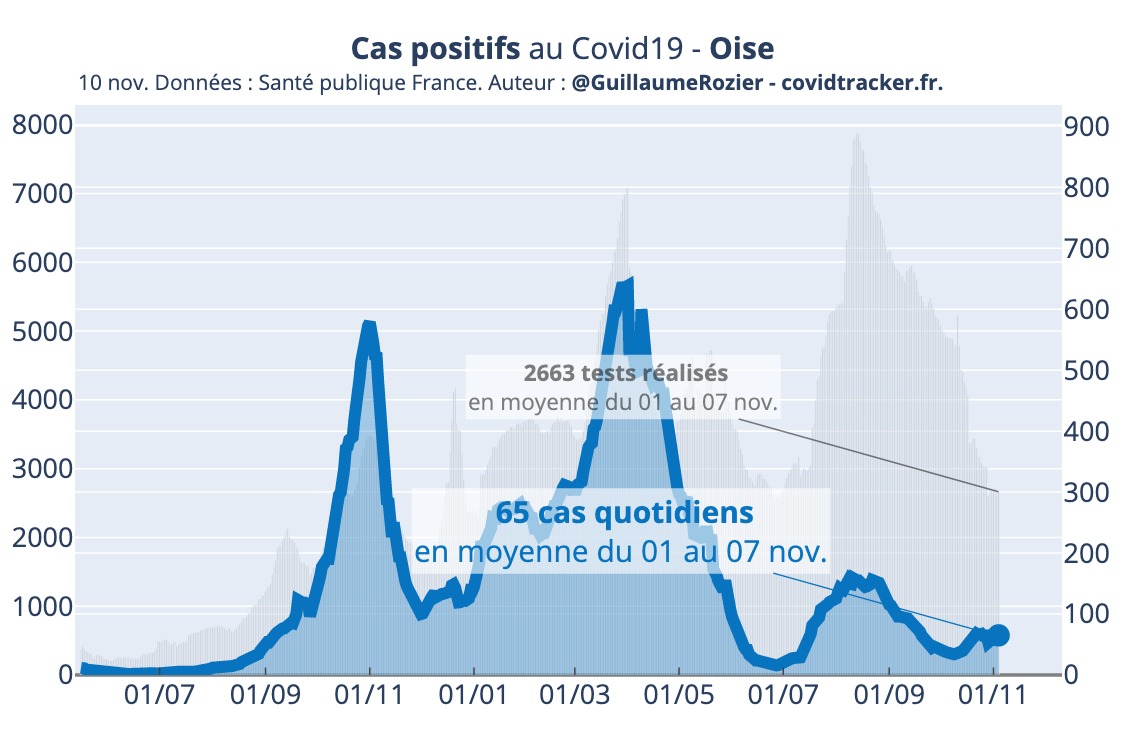 Cas positifs au Covid19 - Oise
10 nov. Données : Santé publique France. Auteur : @GuillaumeRozier - covidtracker.fr.
8000
7000
6000
5000
4000
3000
2000
1000
0
900
800
700
600
500
400
300
200
100
0
2663 tests réalisés
en moyenne du 01 au 07 nov.
65 cas quotidiens
en moyenne du 01 au 07 nov.
01/07 01/09 01/11 01/01 01/03 01/05 01/07 01/09 01/11